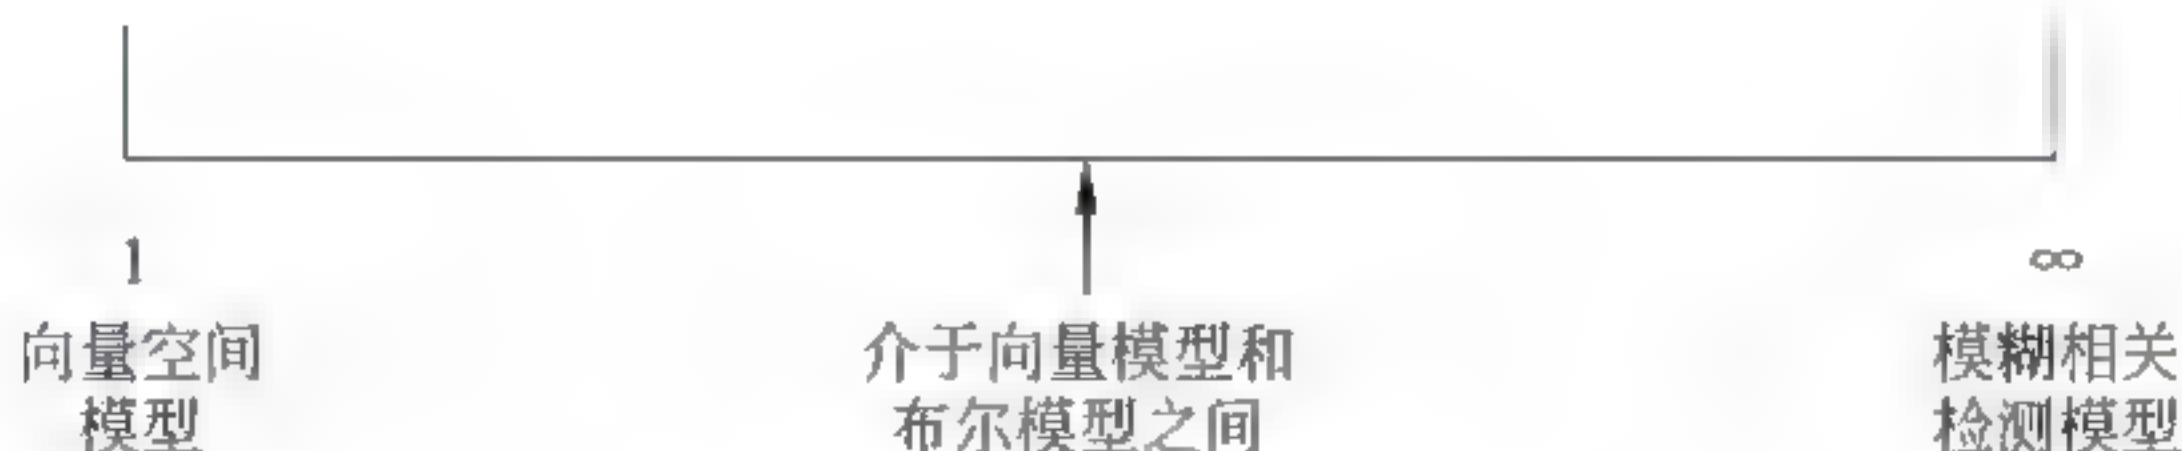 1
∞
向量空间
模型
介于向量模型和
布尔模型之间
模糊相关
检测模型